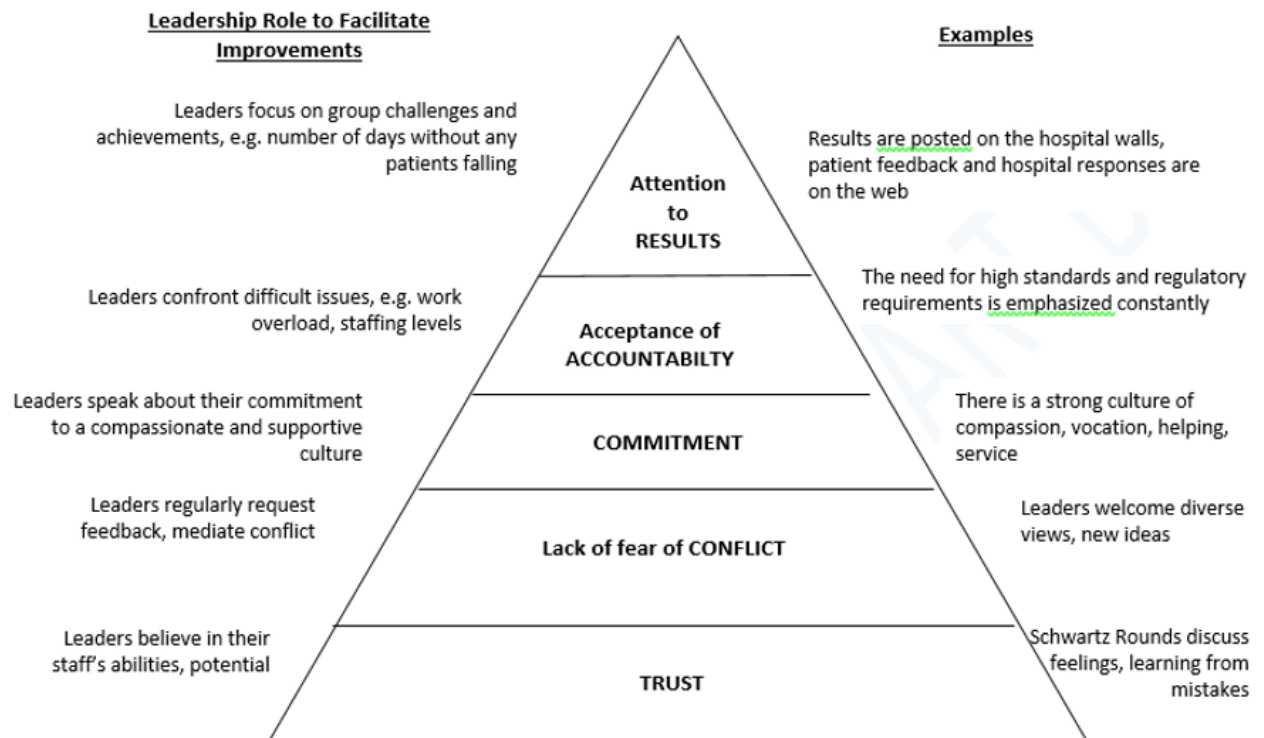 Leadership Role to Facilitate
Improvements
Examples
Leaders focus on group challenges and
achievements, e.g. number of days without any
patients falling
Attention
to
RESULTS
Results are posted on the hospital walls,
patient feedback and hospital responses are
on the web
Leaders confront difficult issues, e.g. work
overload, staffing levels
Acceptance of
ACCOUNTABILTY
The need for high standards and regulatory
requirements is emphasized constantly
Leaders speak about their commitment
to a compassionate and supportive
culture
COMMITMENT
There is a strong culture of
compassion, vocation, helping,
service
Leaders regularly request
feedback, mediate conflict
Lack of fear of CONFLICT
Leaders welcome diverse
views, new ideas
Leaders believe in their
staff's abilities, potential
TRUST
Schwartz Rounds discuss
feelings, learning from
mistakes